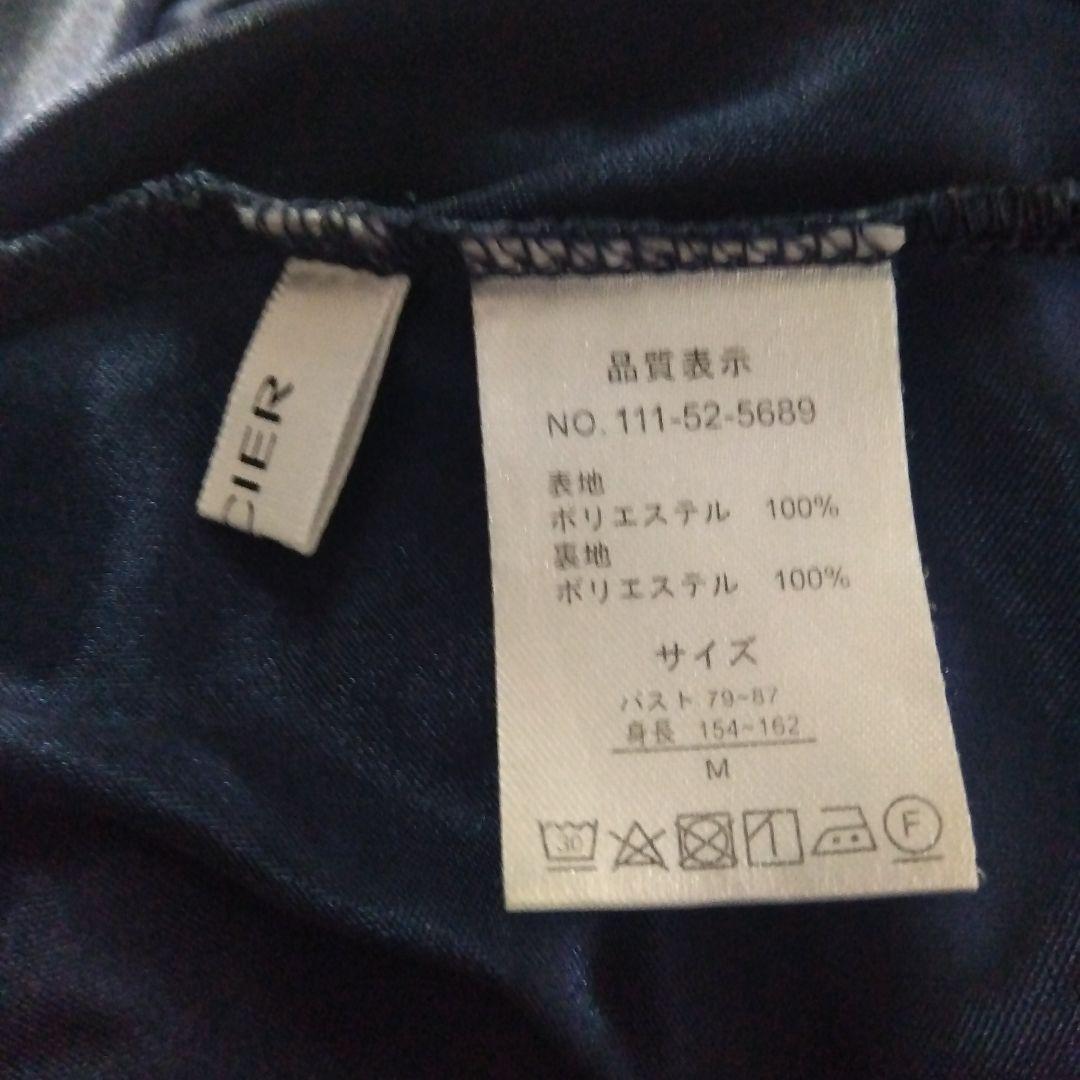 CIER
品質表示
NO. 111-52-5689
表地
ポリエステル 100%
裏地
ポリエステル 100%
サイズ
バスト 79~87
身長 154~162
M
30
F